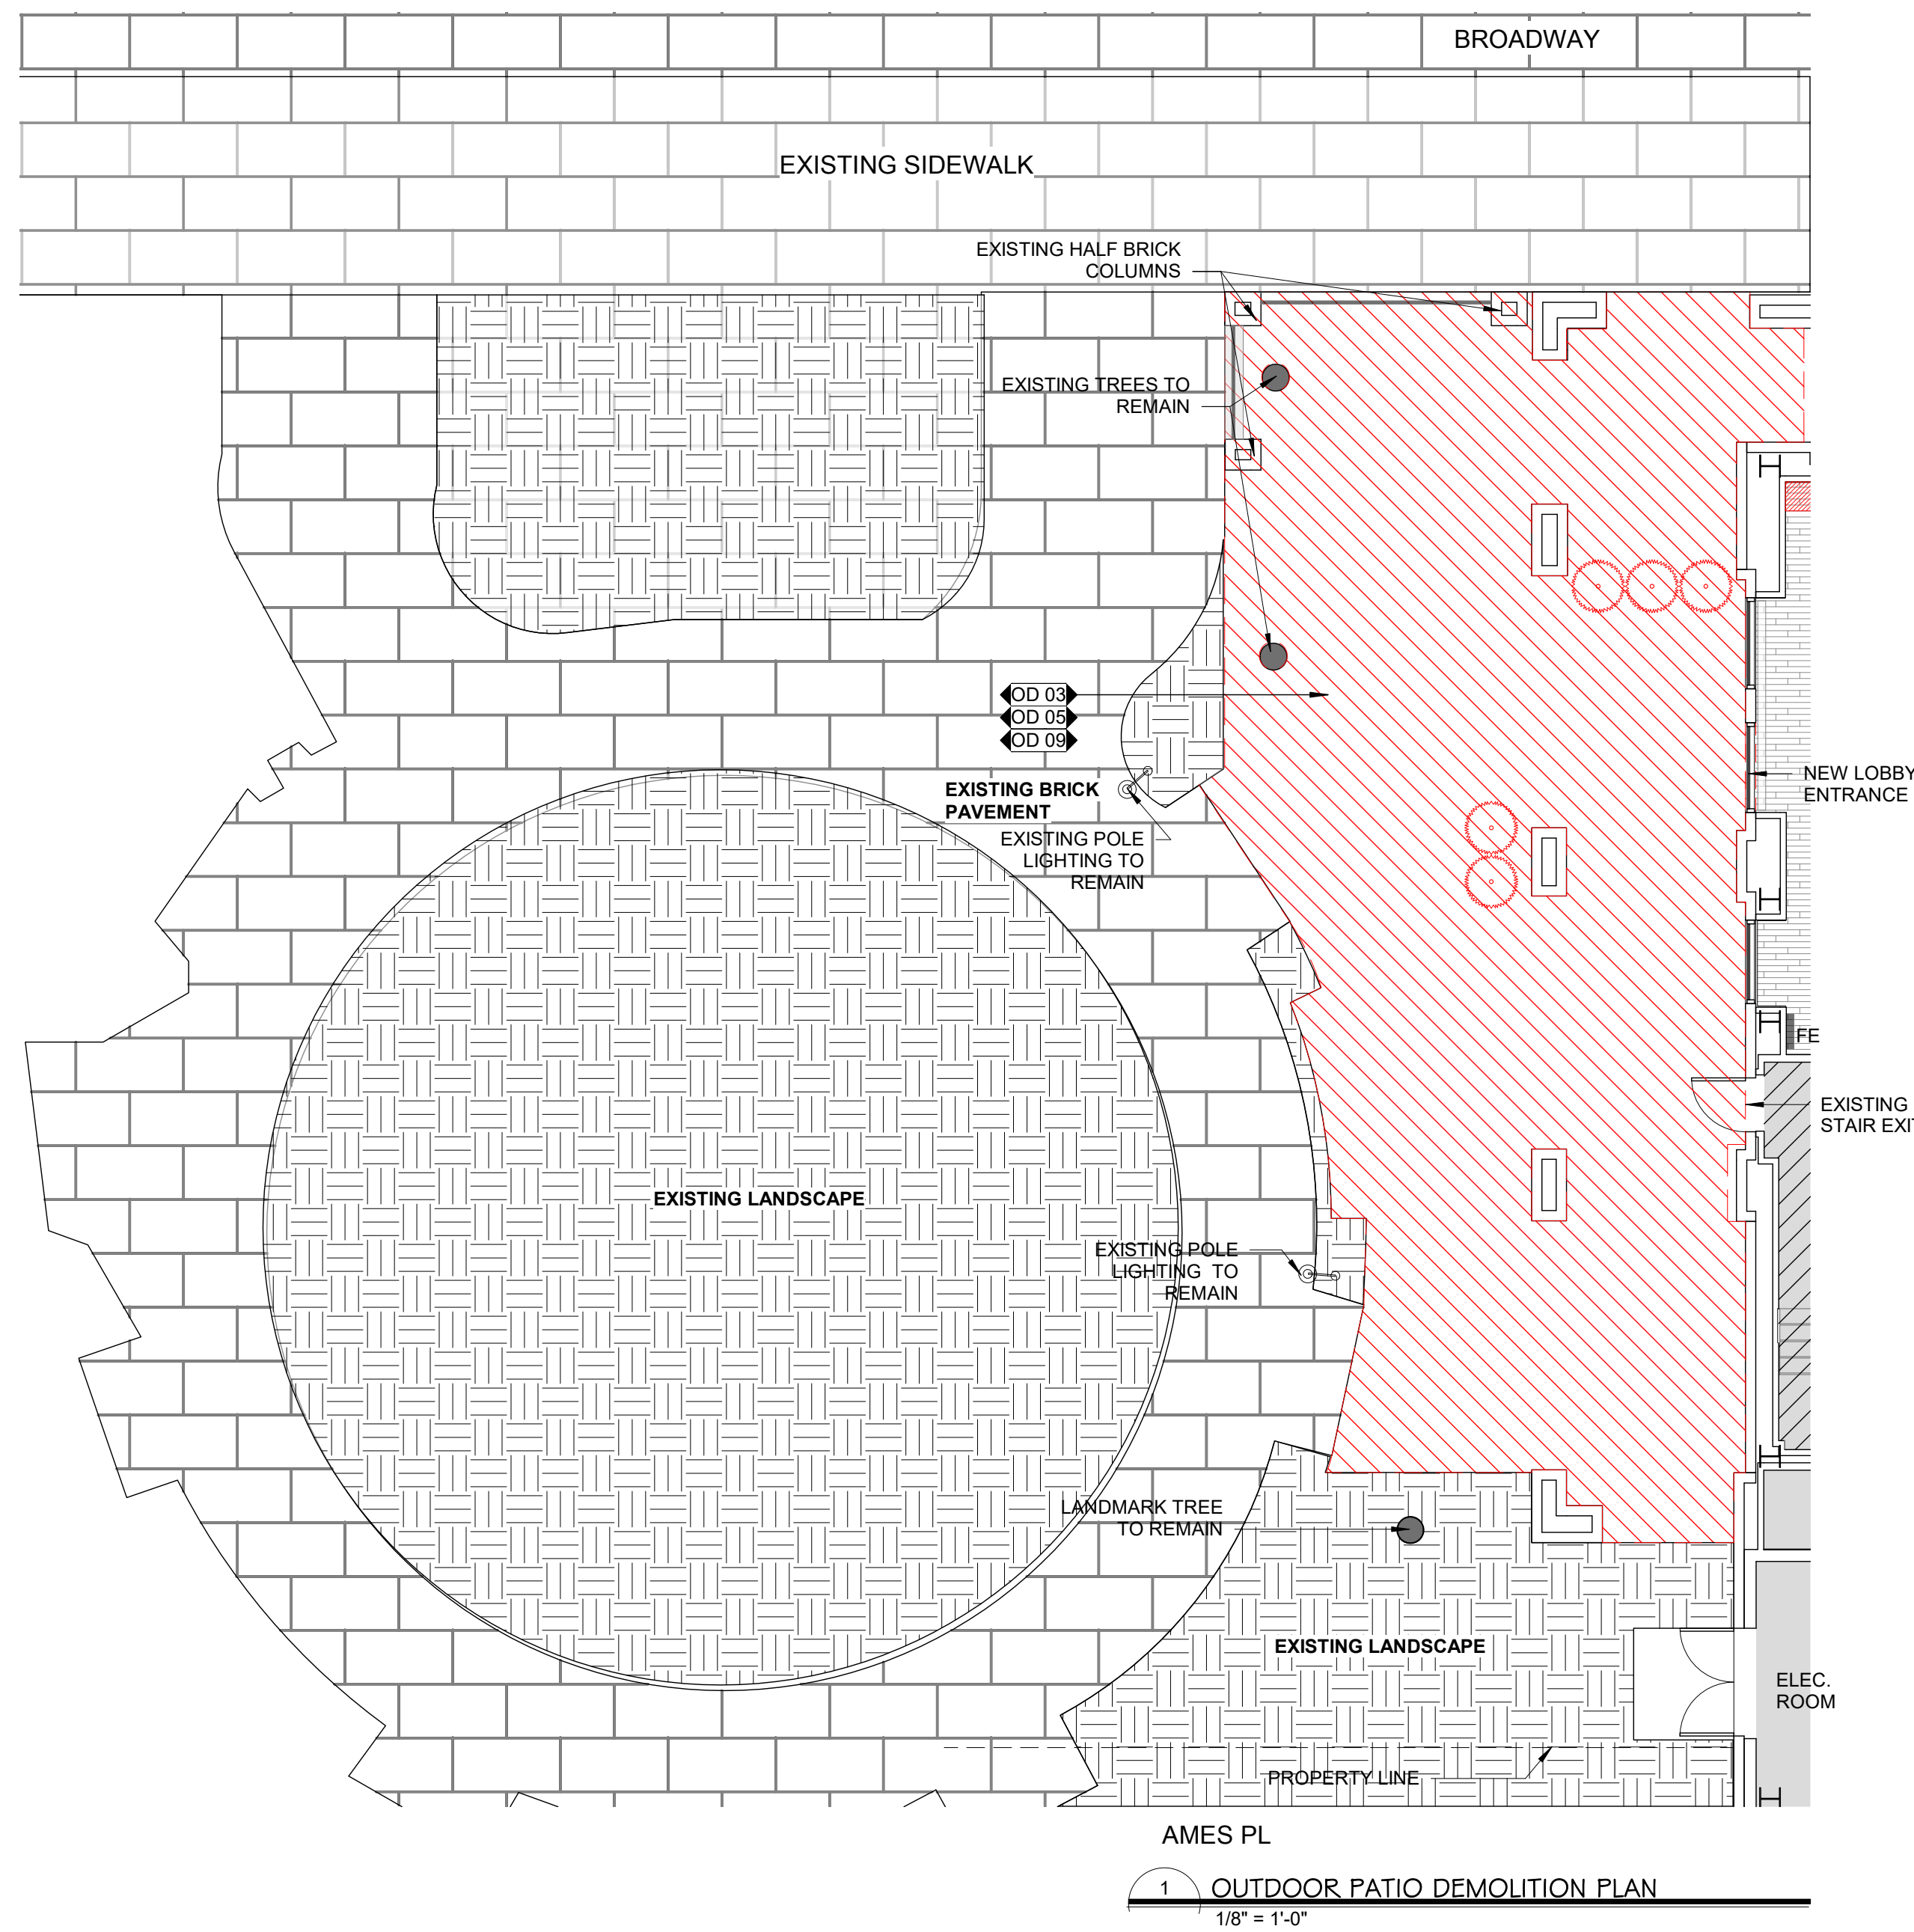 BROADWAY
EXISTING SIDEWALK
EXISTING HALF BRICK
COLUMNS
EXISTING TREES TO
REMAIN
OD 03
OD 05
OD 09
EXISTING BRICK
PAVEMENT
EXISTING POLE
LIGHTING TO
REMAIN
NEW LOBBY
ENTRANCE
FE
EXISTING
STAIR EXI
EXISTING LANDSCAPE
EXISTING POLE
LIGHTING TO
REMAIN
LANDMARK TREE
TO REMAIN
EXISTING LANDSCAPE
ELEC.
ROOM
PROPERTY LINE
AMES PL
1 OUTDOOR PATIO DEMOLITION PLAN
1/8" = 1'-0"